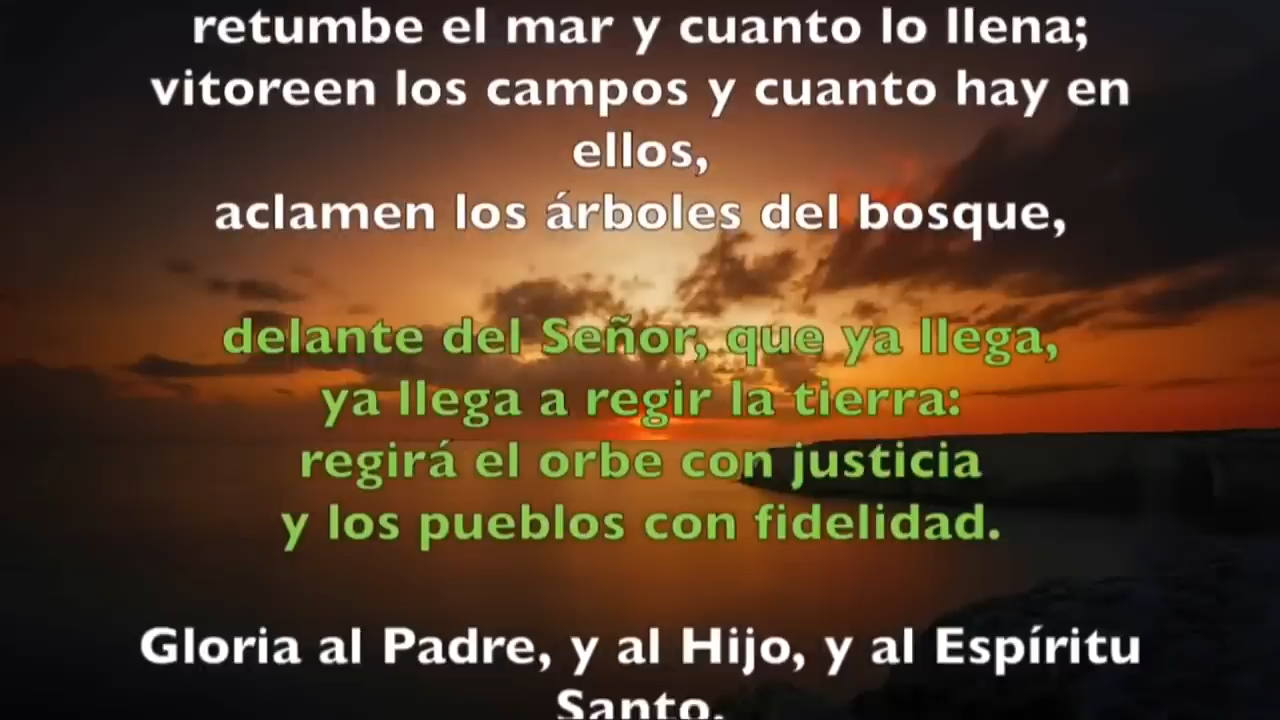 retumbe el mar y cuanto lo llena;
vitoreen los campos y cuanto hay en
ellos,
aclamen los árboles del bosque,
delante del Señor, que ya llega,
ya llega a regir la tierra:
regirá el orbe con justicia
y los pueblos con fidelidad.
Gloria al Padre, y al Hijo, y al Espíritu
Santo.